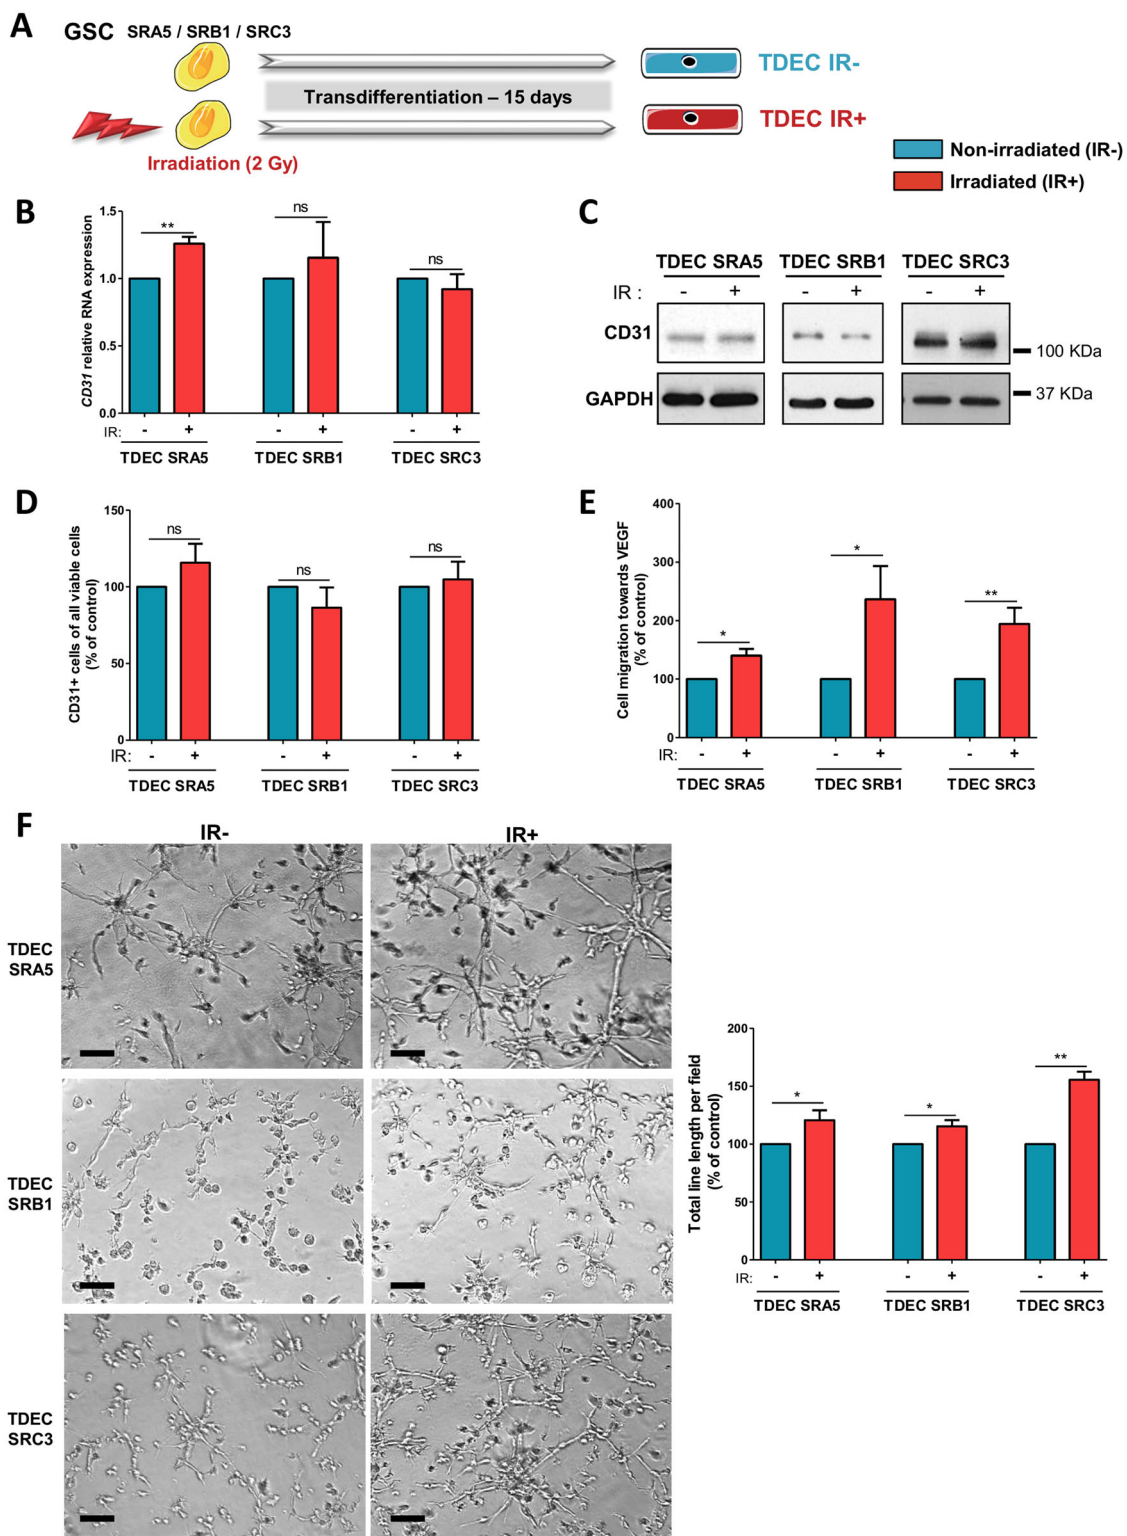 A
GSC SRA5 / SRB1 / SRC3
TDEC IR-
Transdifferentiation – 15 days
TDEC IR+
Irradiation (2 Gy)
Non-irradiated (IR-)
Irradiated (IR+)
B
CD31 relative RNA expression
1.5
1.0
0.5
0.0
**
ns
ns
IR: - + - + - +
TDEC SRA5 TDEC SRB1 TDEC SRC3
C
TDEC SRA5 TDEC SRB1 TDEC SRC3
IR : - + - + - +
CD31
100 KDa
GAPDH
37 KDa
D
CD31+ cells of all viable cells
(% of control)
150
100
50
0
ns
ns
ns
IR: - + - + - +
TDEC SRA5 TDEC SRB1 TDEC SRC3
E
Cell migration towards VEGF
(% of control)
400
300
200
100
0
*
*
**
IR: - + - + - +
TDEC SRA5 TDEC SRB1 TDEC SRC3
F
IR- IR+
TDEC
SRA5
TDEC
SRB1
TDEC
SRC3
Total line length per field
(% of control)
200
150
100
50
0
*
*
**
IR: - + - + - +
TDEC SRA5 TDEC SRB1 TDEC SRC3